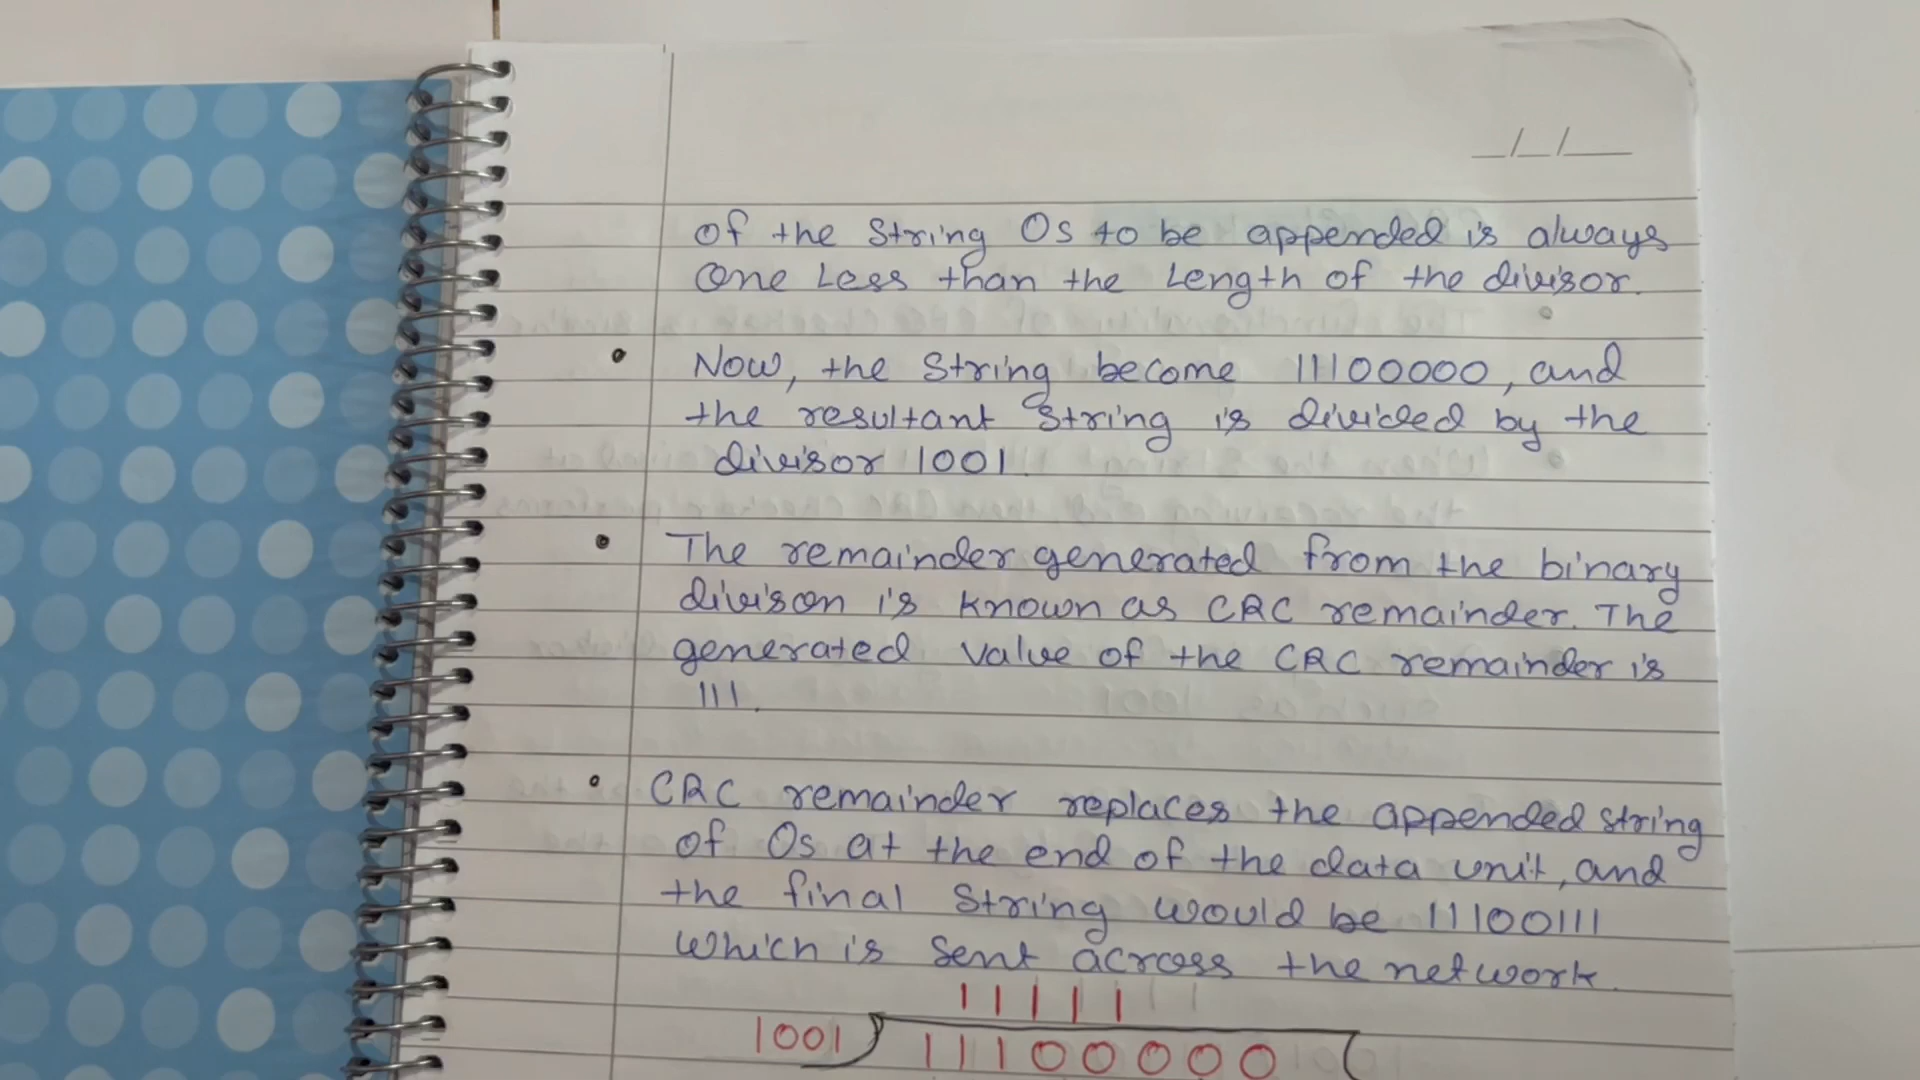 _/_/__
of the String 0s to be appended is always
one less than the length of the divisor.
• Now, the String become 11100000, and
the resultant string is divided by the
divisor 1001.
• The remainder generated from the binary
divison is known as CRC remainder. The
generated value of the CRC remainder is
111.
• CRC remainder replaces the appended string
of 0s at the end of the data unit, and
the final String would be 11100111
which is sent across the network.
11111
1001 ) 11100000 (